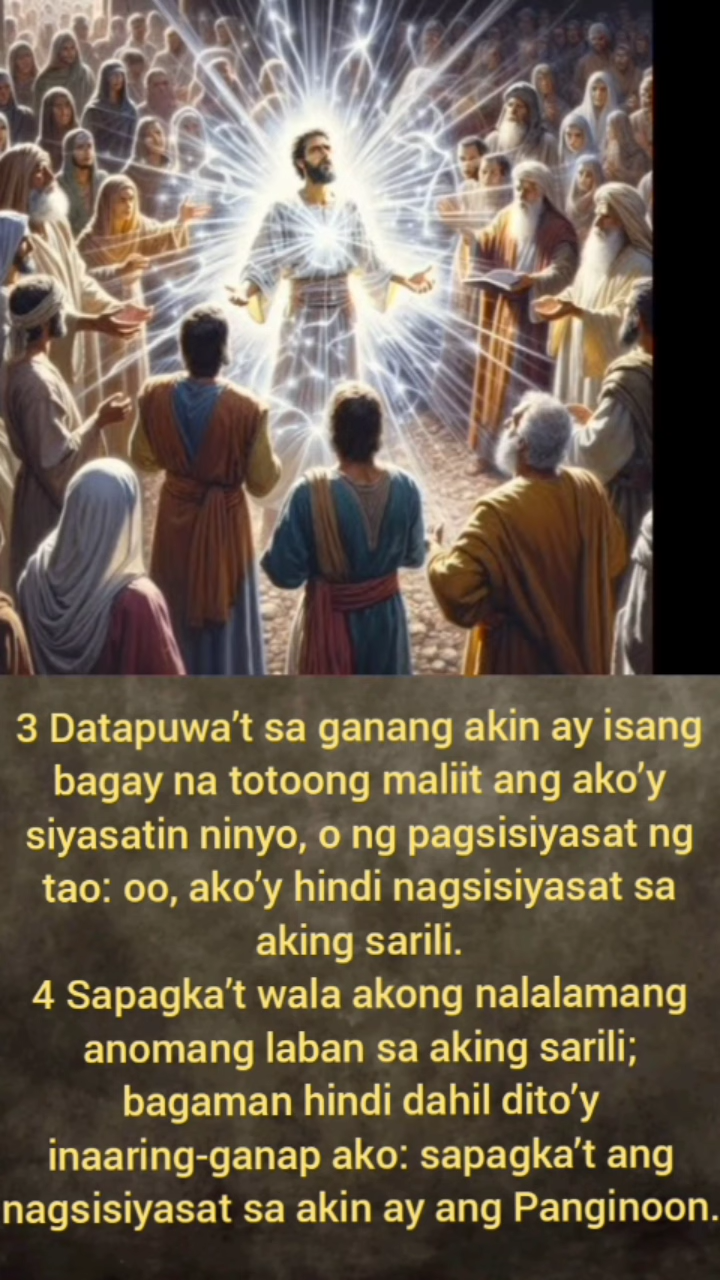 3 Datapuwa’t sa ganang akin ay isang
bagay na totoong maliit ang ako’y
siyasatin ninyo, o ng pagsisiyasat ng
tao: oo, ako’y hindi nagsisiyasat sa
aking sarili.
4 Sapagka’t wala akong nalalamang
anomang laban sa aking sarili;
bagaman hindi dahil dito’y
inaaring-ganap ako: sapagka’t ang
nagsisiyasat sa akin ay ang Panginoon.